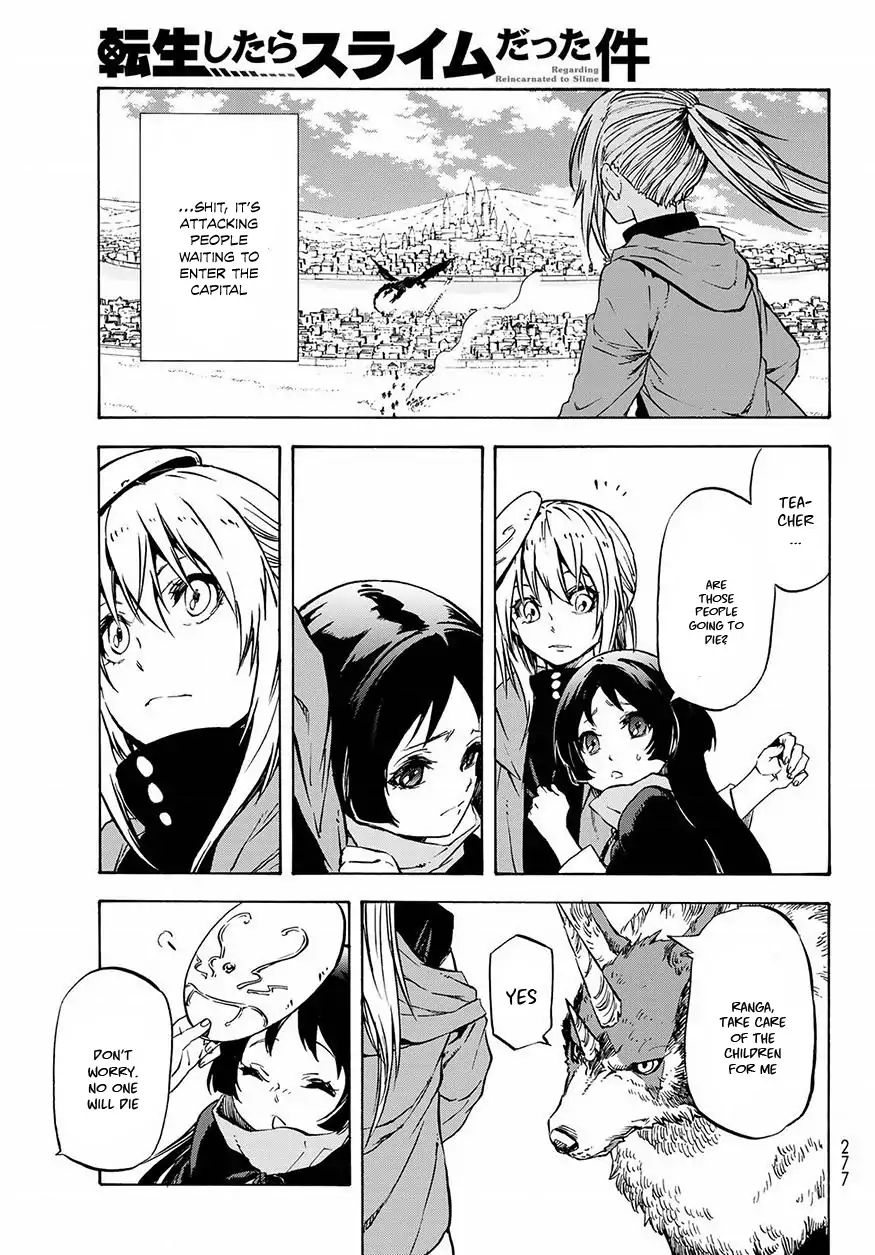 転生したらスライムだった件
Regarding
Reincarnated to Slime
...SHIT, IT'S
ATTACKING
PEOPLE
WAITING TO
ENTER THE
CAPITAL
TEA-
CHER
...
ARE
THOSE
PEOPLE
GOING TO
DIE?
RANGA,
TAKE CARE
OF THE
CHILDREN
FOR ME
YES
DON'T
WORRY.
NO ONE
WILL DIE
277